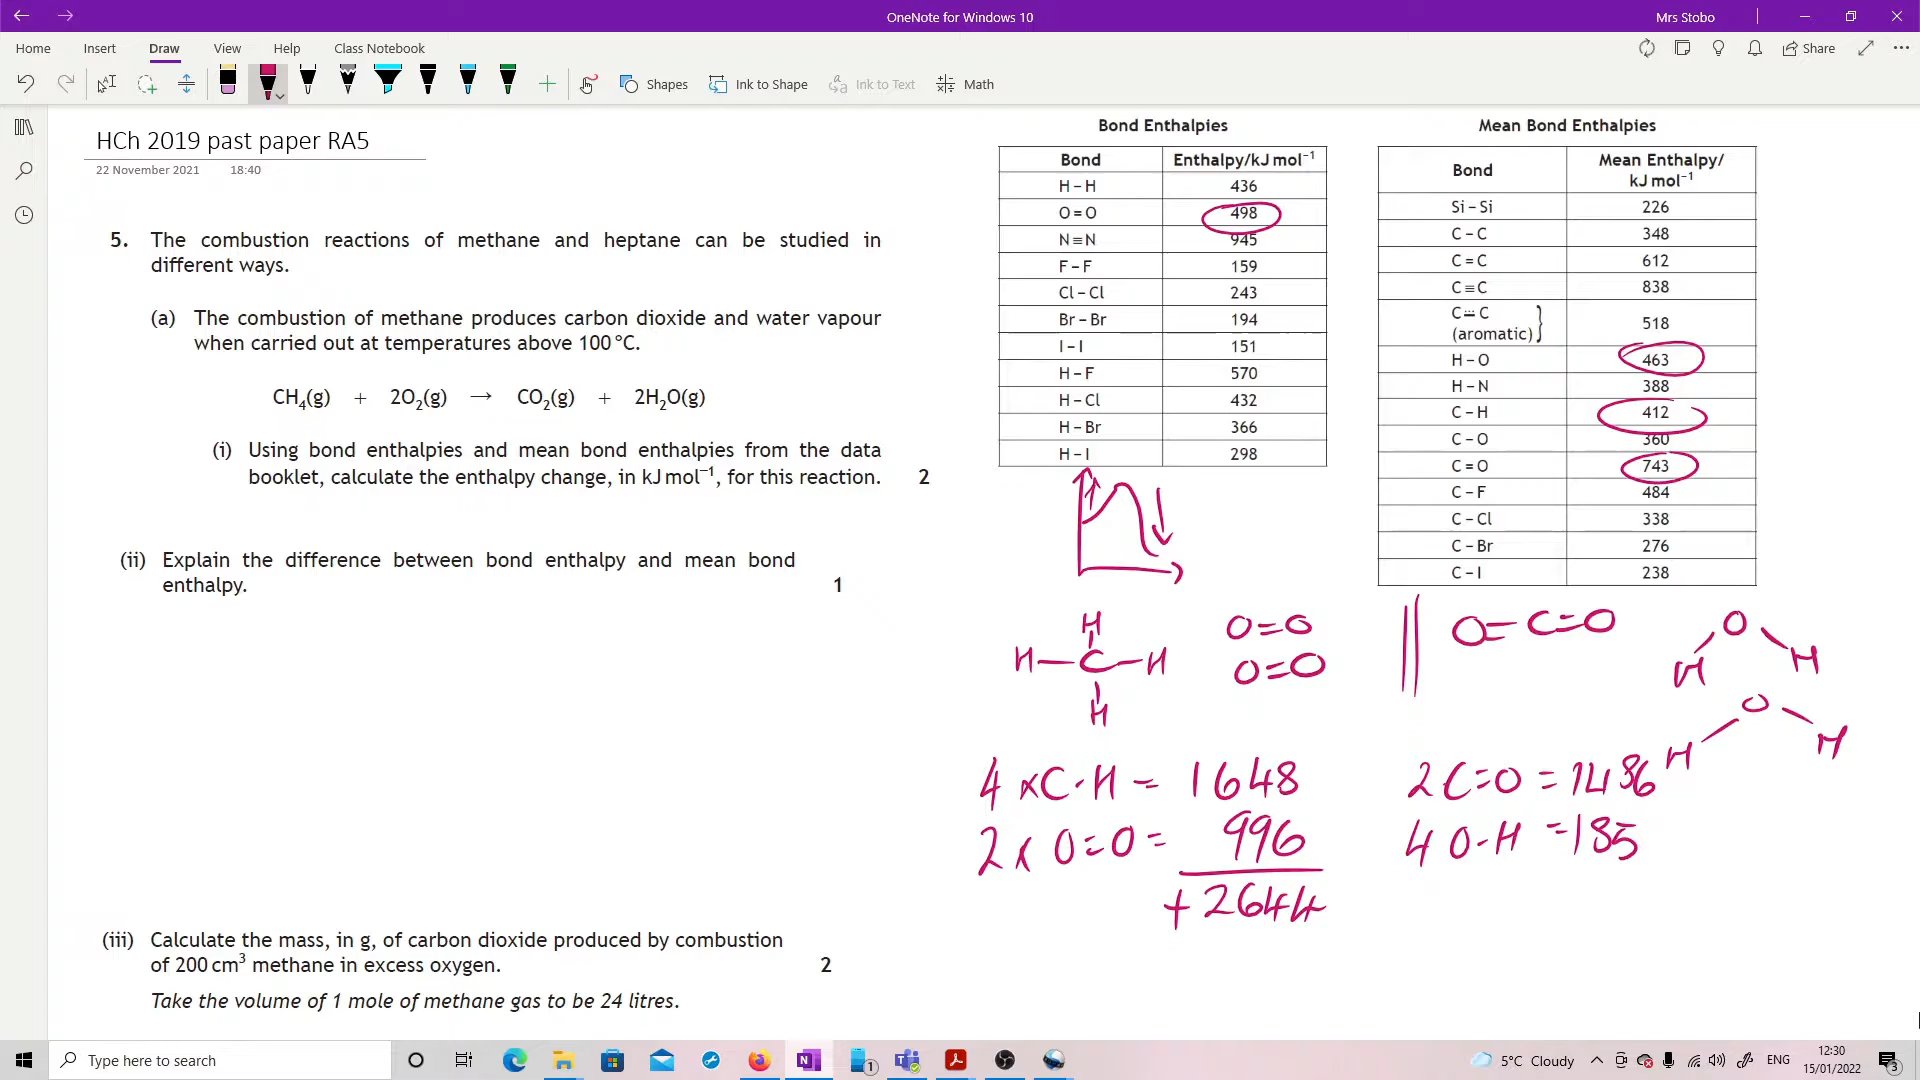 OneNote for Windows 10
Mrs Stobo
Home Insert Draw View Help Class Notebook
Share
Shapes Ink to Shape Ink to Text Math
HCh 2019 past paper RA5
22 November 2021 18:40
5. The combustion reactions of methane and heptane can be studied in
different ways.
(a) The combustion of methane produces carbon dioxide and water vapour
when carried out at temperatures above 100 °C.
CH₄(g) + 2O₂(g) → CO₂(g) + 2H₂O(g)
(i) Using bond enthalpies and mean bond enthalpies from the data
booklet, calculate the enthalpy change, in kJ mol⁻¹, for this reaction. 2
(ii) Explain the difference between bond enthalpy and mean bond
enthalpy. 1
(iii) Calculate the mass, in g, of carbon dioxide produced by combustion
of 200 cm³ methane in excess oxygen. 2
Take the volume of 1 mole of methane gas to be 24 litres.
Bond Enthalpies
Bond Enthalpy/kJ mol⁻¹
H – H 436
O = O 498
N ≡ N 945
F – F 159
Cl – Cl 243
Br – Br 194
I – I 151
H – F 570
H – Cl 432
H – Br 366
H – I 298
Mean Bond Enthalpies
Bond Mean Enthalpy/
kJ mol⁻¹
Si – Si 226
C – C 348
C = C 612
C ≡ C 838
C ⩦ C
(aromatic) } 518
H – O 463
H – N 388
C – H 412
C – O 360
C = O 743
C – F 484
C – Cl 338
C – Br 276
C – I 238
H
H – C – H
H
O=O
O=O
O=C=O
O
H H
O
H H
4 x C-H = 1648
2 x O=O = 996
+ 2644
2 C=O = 1486
4 O-H = 185
Type here to search
1
5°C Cloudy
ENG
12:30
15/01/2022
3